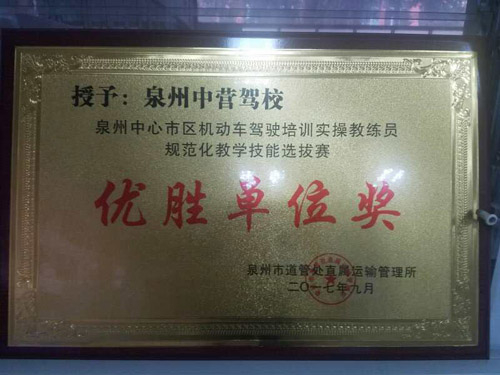 授予：泉州中营驾校
泉州中心市区机动车驾驶培训实操教练员
规范化教学技能选拔赛
优胜单位奖
泉州市道管处直属运输管理所
二〇一七年九月